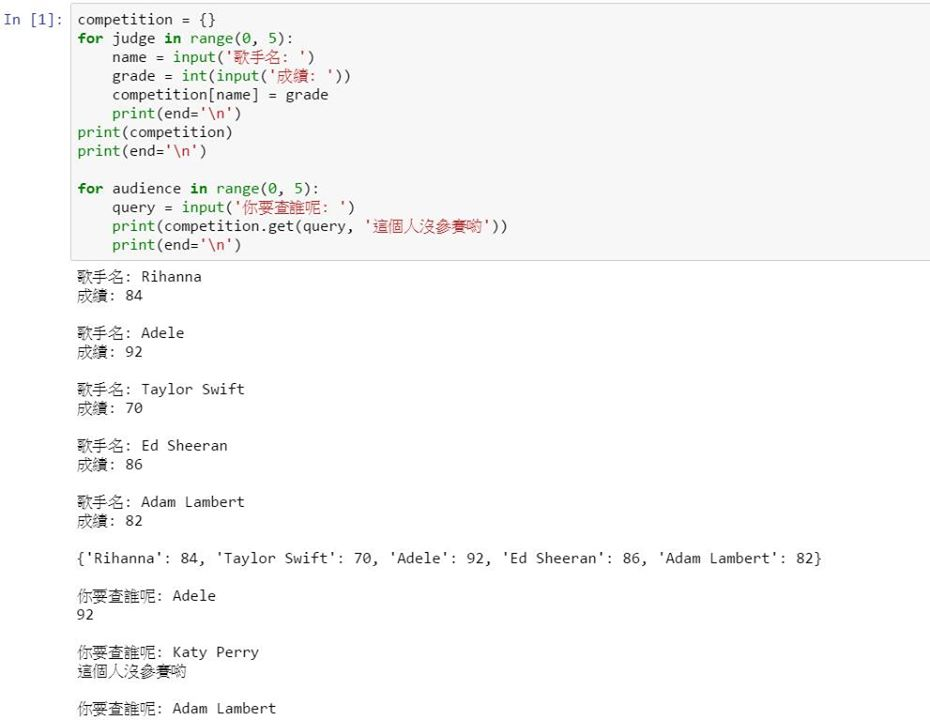 In [1]:
competition = {}
for judge in range(0, 5):
    name = input('歌手名: ')
    grade = int(input('成績: '))
    competition[name] = grade
    print(end='\n')
print(competition)
print(end='\n')

for audience in range(0, 5):
    query = input('你要查誰呢: ')
    print(competition.get(query, '這個人沒參賽喲'))
    print(end='\n')
歌手名: Rihanna
成績: 84

歌手名: Adele
成績: 92

歌手名: Taylor Swift
成績: 70

歌手名: Ed Sheeran
成績: 86

歌手名: Adam Lambert
成績: 82

{'Rihanna': 84, 'Taylor Swift': 70, 'Adele': 92, 'Ed Sheeran': 86, 'Adam Lambert': 82}

你要查誰呢: Adele
92

你要查誰呢: Katy Perry
這個人沒參賽喲

你要查誰呢: Adam Lambert